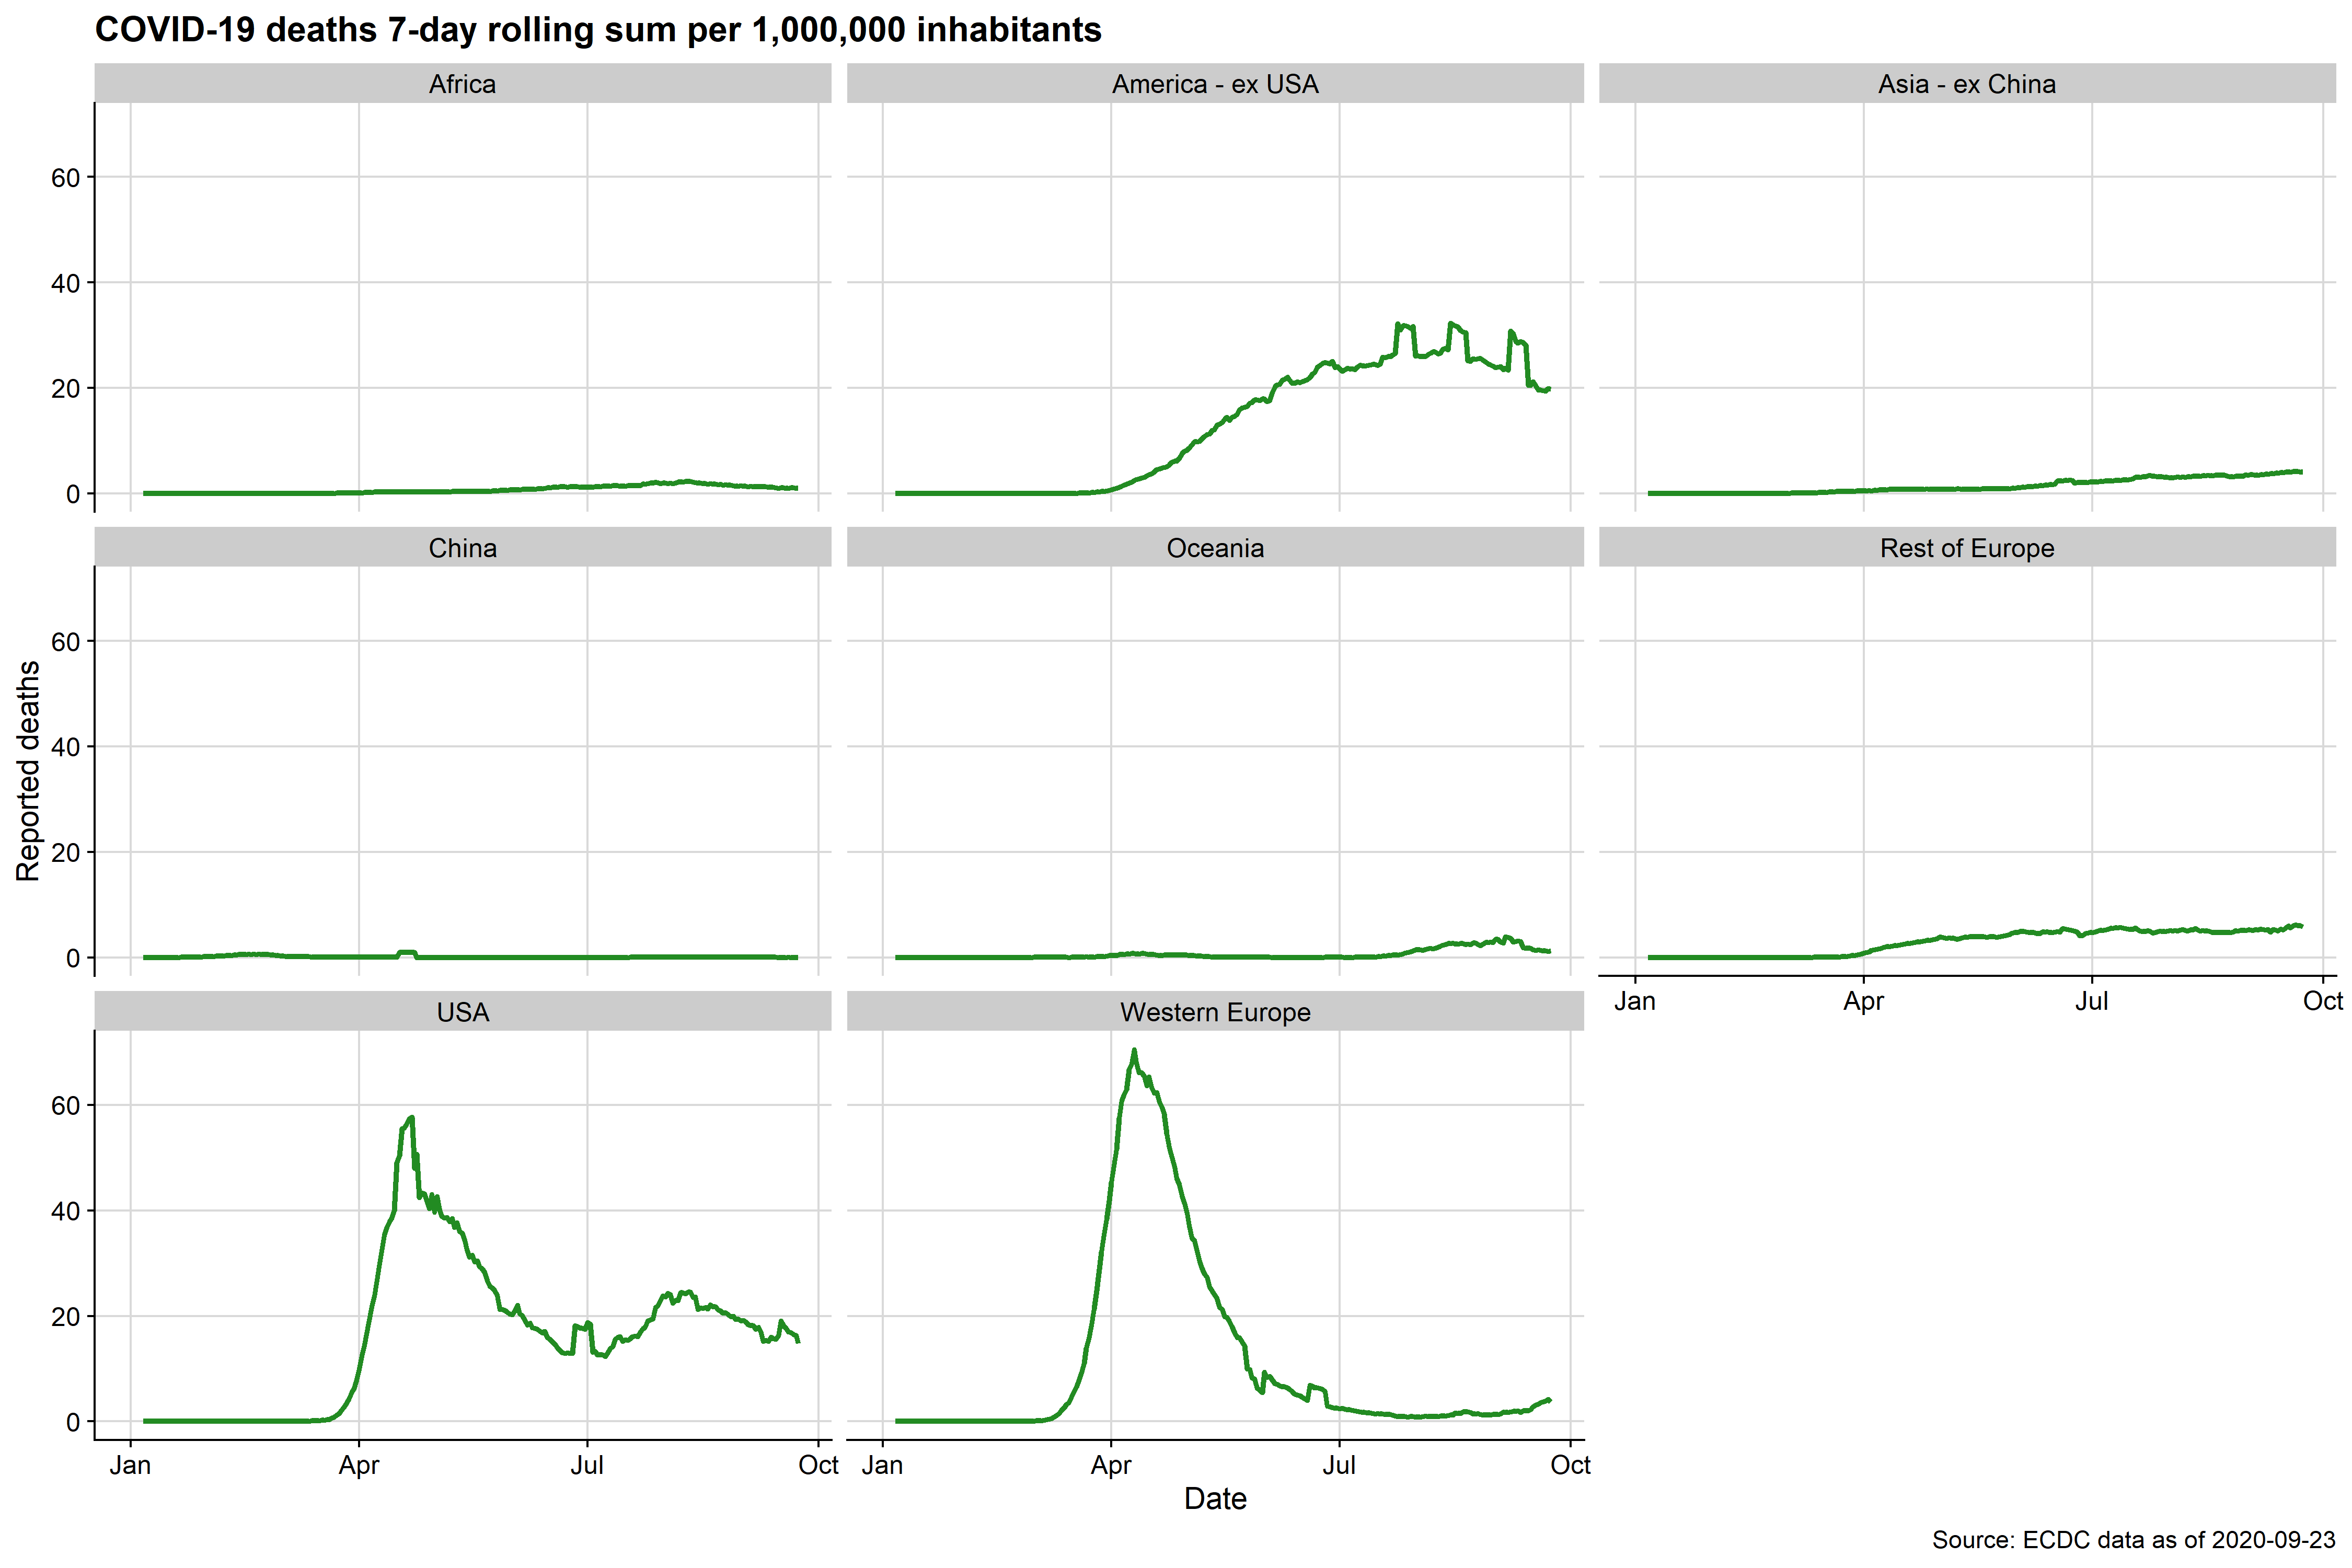 COVID-19 deaths 7-day rolling sum per 1,000,000 inhabitants
Africa
America - ex USA
Asia - ex China
60
40
20
0
China
Oceania
Rest of Europe
60
40
20
0
Reported deaths
Jan Apr Jul Oct
USA
Western Europe
60
40
20
0
Jan Apr Jul Oct
Jan Apr Jul Oct
Date
Source: ECDC data as of 2020-09-23